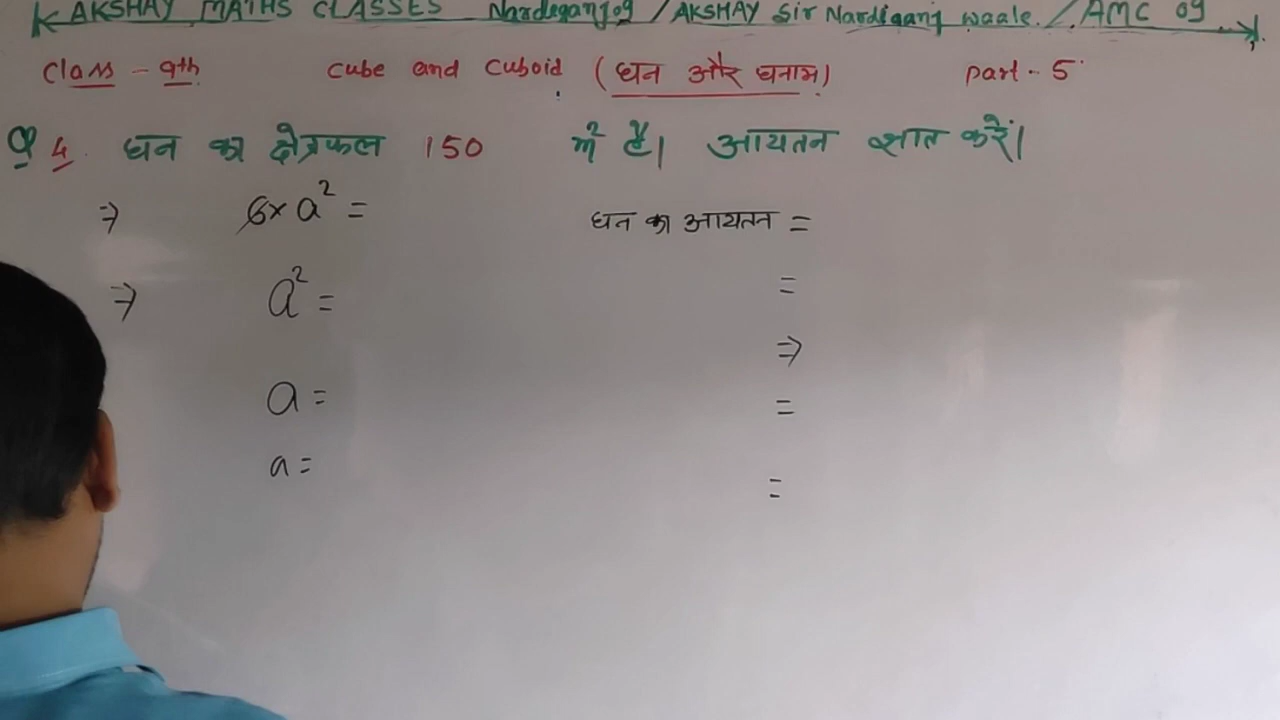 AKSHAY MATHS CLASSES Nardeganj09 / AKSHAY Sir Nardiganj waale. / AMC 09
Class - 9th cube and cuboid (घन और घनाभ) part - 5
Q 4. घन का क्षेत्रफल 150 मी² है। आयतन ज्ञात करें।
⇒ 6×a² = घन का आयतन =
⇒ a² = =
⇒
a = =
a = =